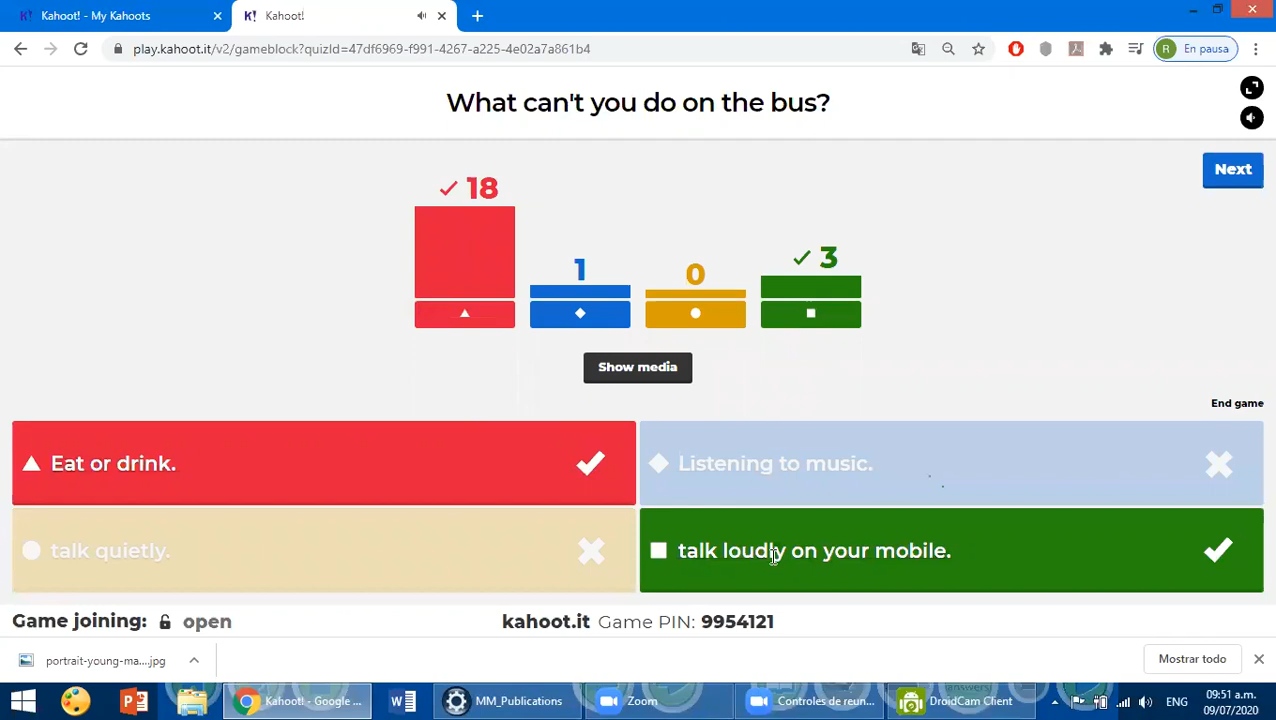 K! Kahoot! - My Kahoots
K! Kahoot!
play.kahoot.it/v2/gameblock?quizId=47df6969-f991-4267-a225-4e02a7a861b4
R En pausa
What can't you do on the bus?
Next
18
1
0
3
Show media
End game
Eat or drink.
Listening to music.
talk quietly.
talk loudly on your mobile.
Game joining: open
kahoot.it Game PIN: 9954121
portrait-young-ma....jpg
Mostrar todo
Kahoot! - Google ...
MM_Publications
Zoom
Controles de reun...
DroidCam Client
ENG
09:51 a.m.
09/07/2020